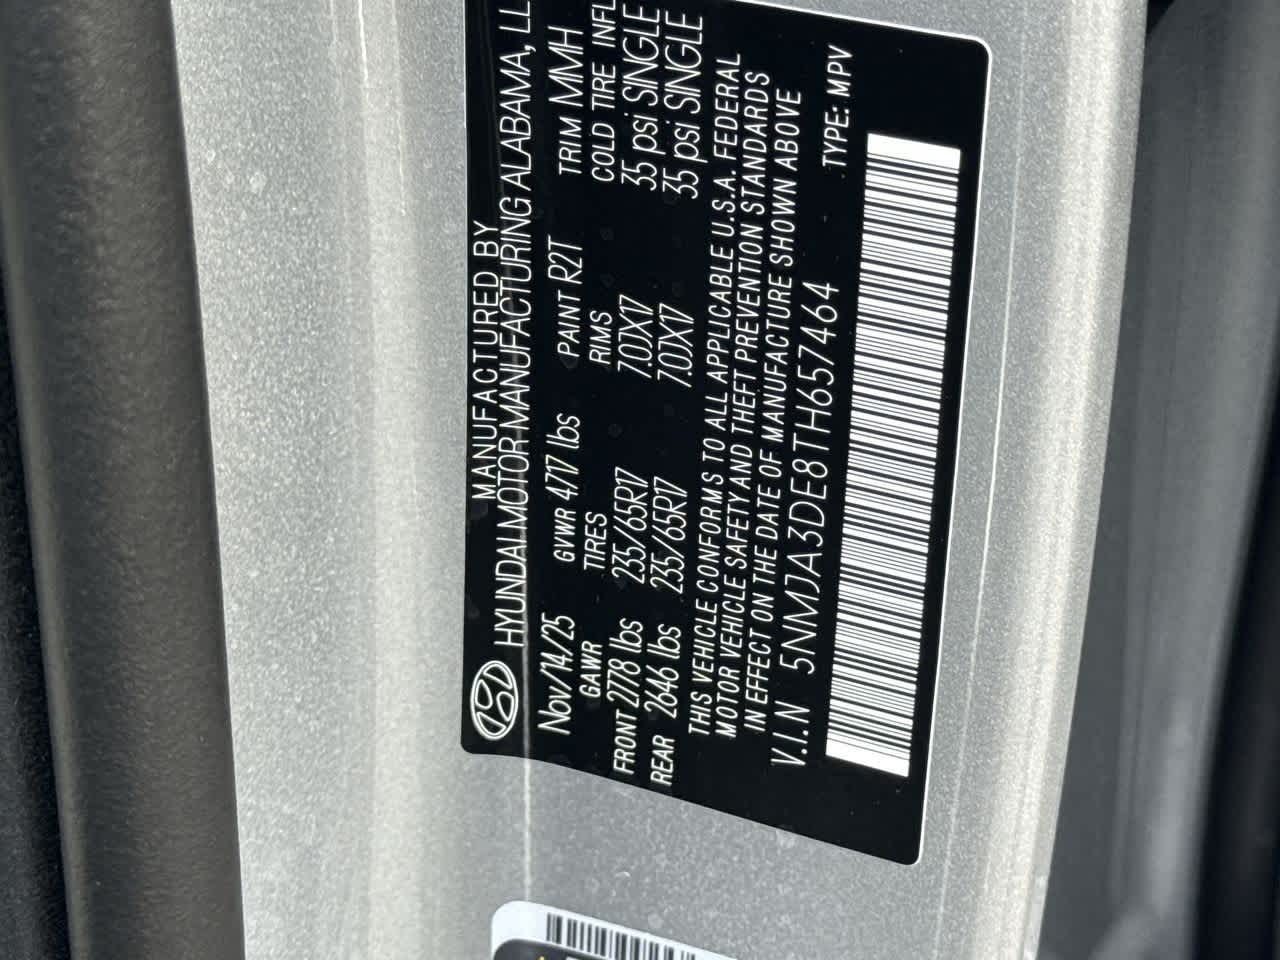 MANUFACTURED BY
HYUNDAI MOTOR MANUFACTURING ALABAMA, LL
Nov/14/25 GVWR 4717 lbs PAINT R2T TRIM MMH
GAWR TIRES RIMS COLD TIRE INFL
FRONT 2778 lbs 235/65R17 7.0JX17 35 psi SINGLE
REAR 2646 lbs 235/65R17 7.0JX17 35 psi SINGLE
THIS VEHICLE CONFORMS TO ALL APPLICABLE U.S.A. FEDERAL
MOTOR VEHICLE SAFETY AND THEFT PREVENTION STANDARDS
IN EFFECT ON THE DATE OF MANUFACTURE SHOWN ABOVE
V.I.N 5NMJA3DE8TH657464 TYPE: MPV